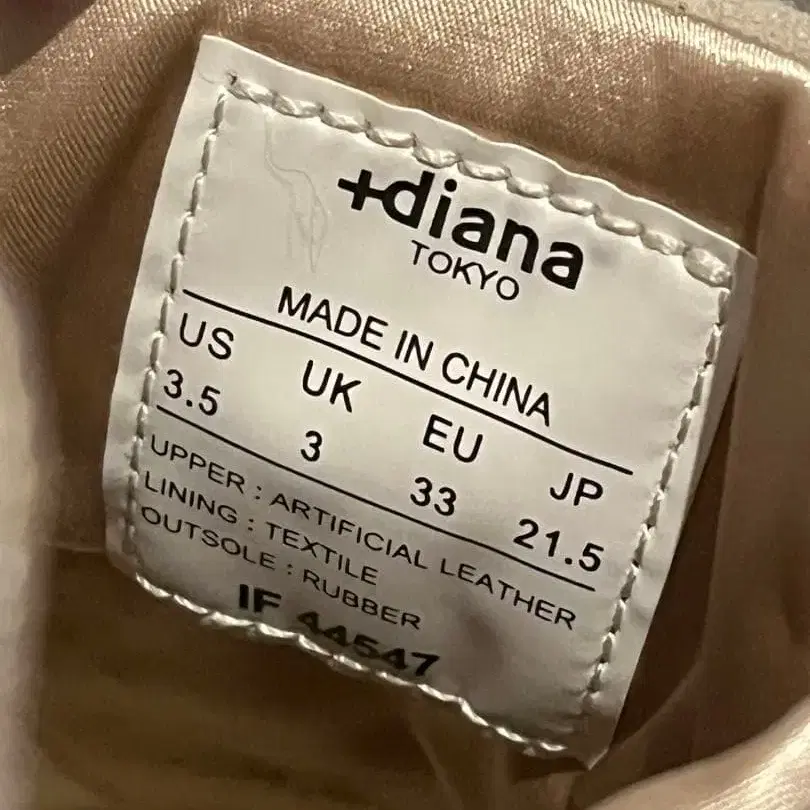 +diana
TOKYO
MADE IN CHINA
US UK EU JP
3.5 3 33 21.5
UPPER : ARTIFICIAL LEATHER
LINING : TEXTILE
OUTSOLE : RUBBER
IF 44547